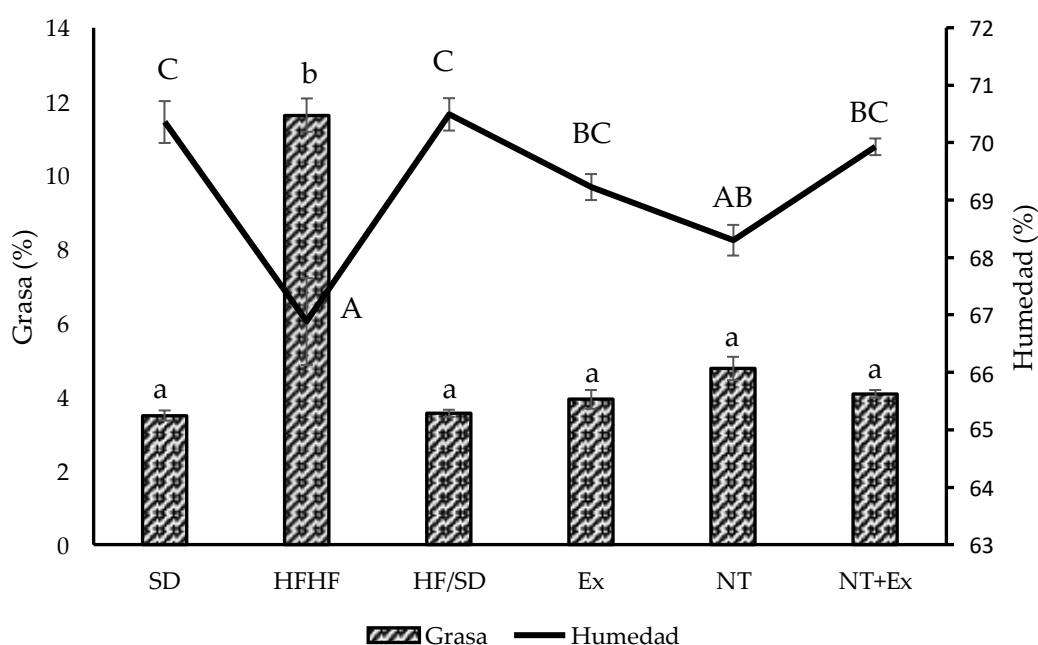 Grasa (%)
14
12
10
8
6
4
2
0
C
b
C
BC
AB
BC
A
a
a
a
a
a
72
71
70
69
68
67
66
65
64
63
Humedad (%)
SD HFHF HF/SD Ex NT NT+Ex
Grasa Humedad